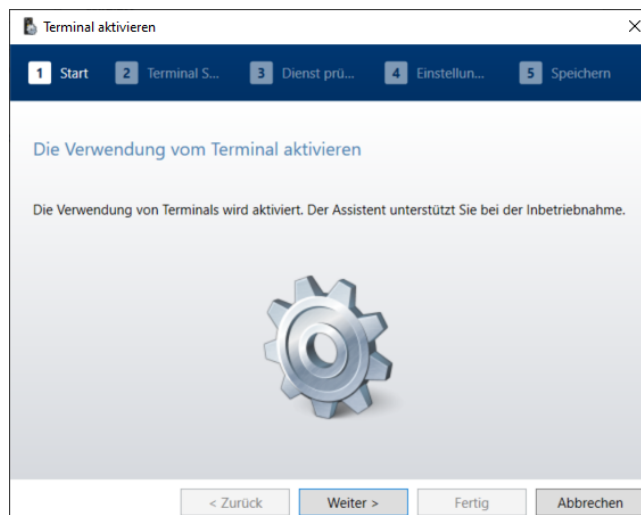 Terminal aktivieren
1 Start 2 Terminal S... 3 Dienst prü... 4 Einstellun... 5 Speichern
Die Verwendung vom Terminal aktivieren
Die Verwendung von Terminals wird aktiviert. Der Assistent unterstützt Sie bei der Inbetriebnahme.
< Zurück Weiter > Fertig Abbrechen